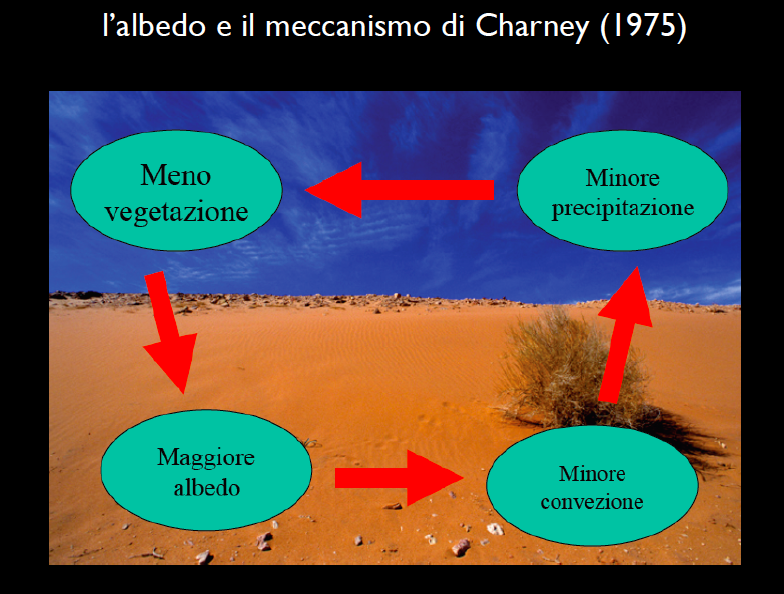 l'albedo e il meccanismo di Charney (1975)
Meno
vegetazione
Minore
precipitazione
Maggiore
albedo
Minore
convezione